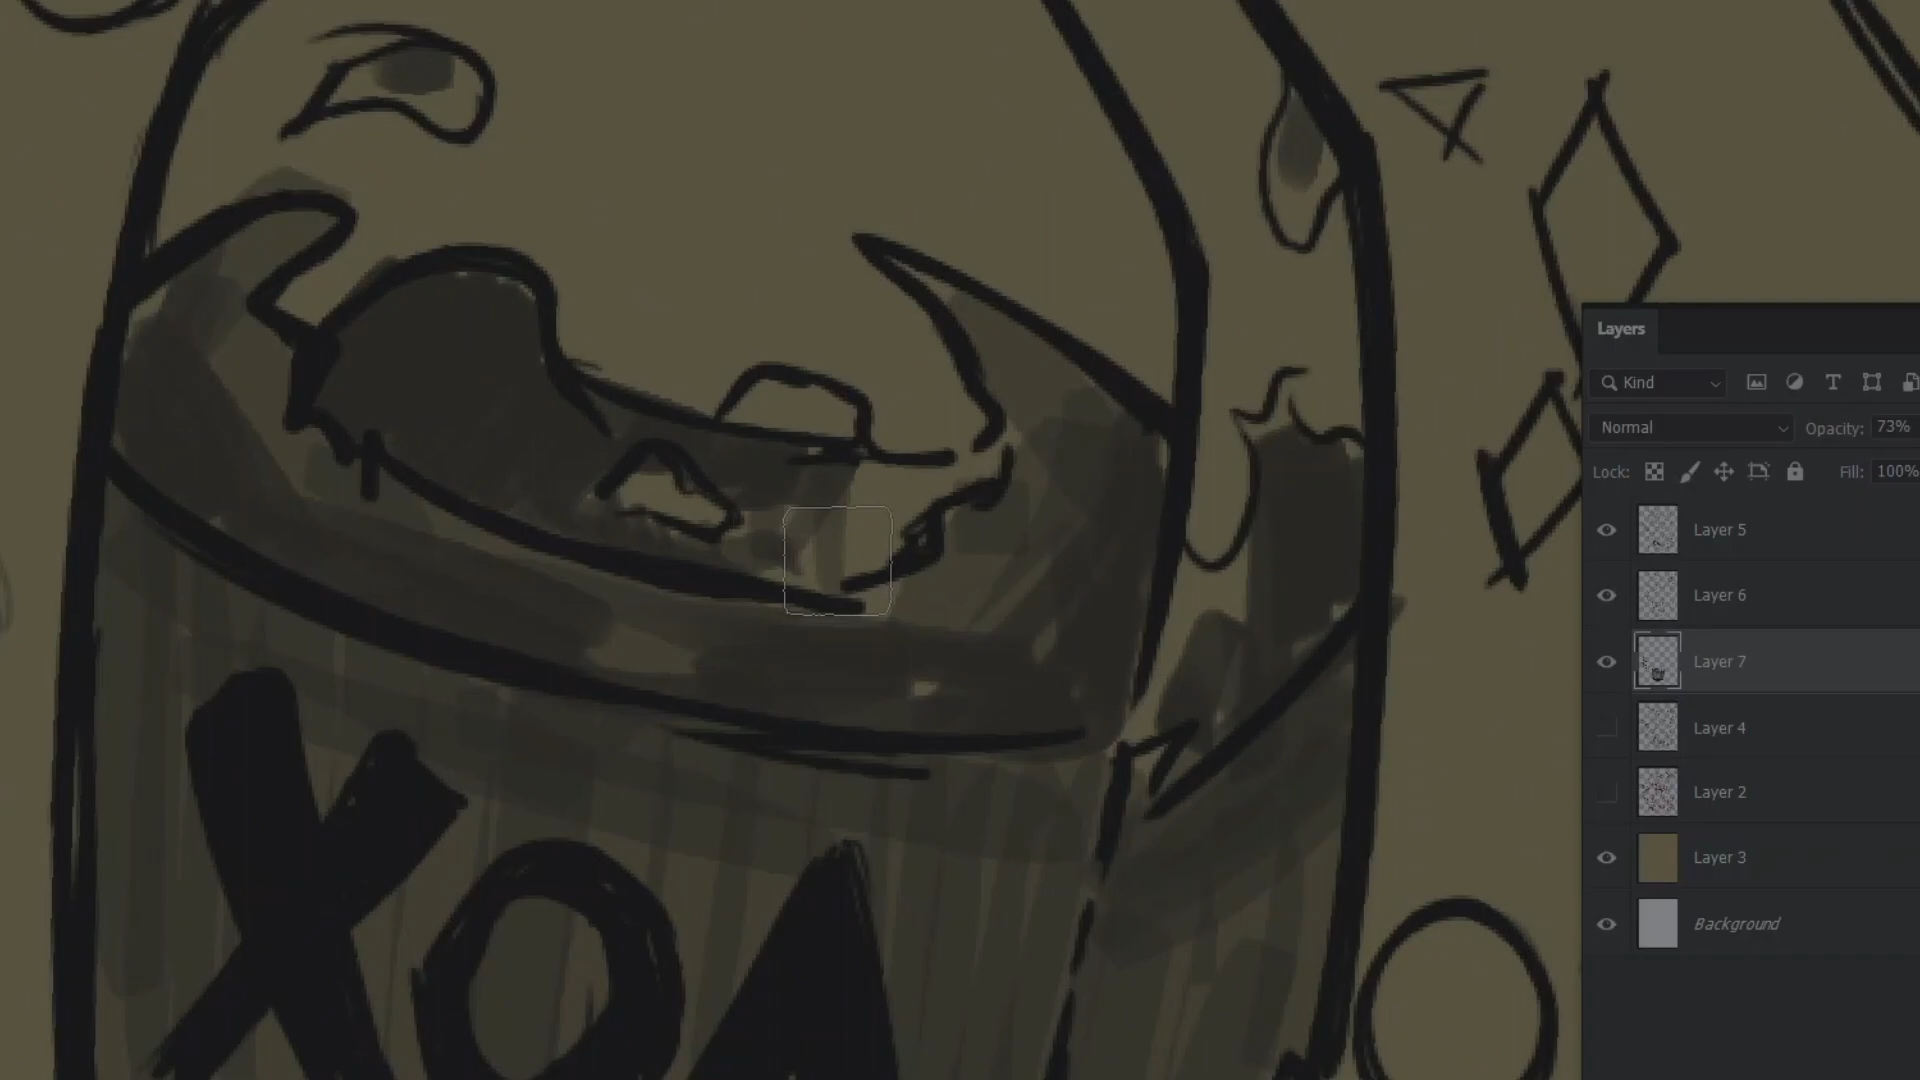 Layers
Kind
Normal
Opacity: 73%
Lock:
Fill: 100%
Layer 5
Layer 6
Layer 7
Layer 4
Layer 2
Layer 3
Background